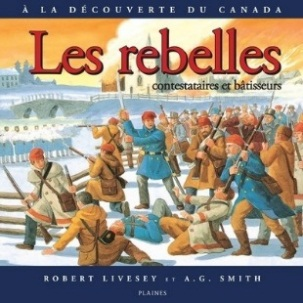 À LA DÉCOUVERTE DU CANADA
Les rebelles
contestataires et bâtisseurs
ROBERT LIVESEY ET A.G. SMITH
PLAINES